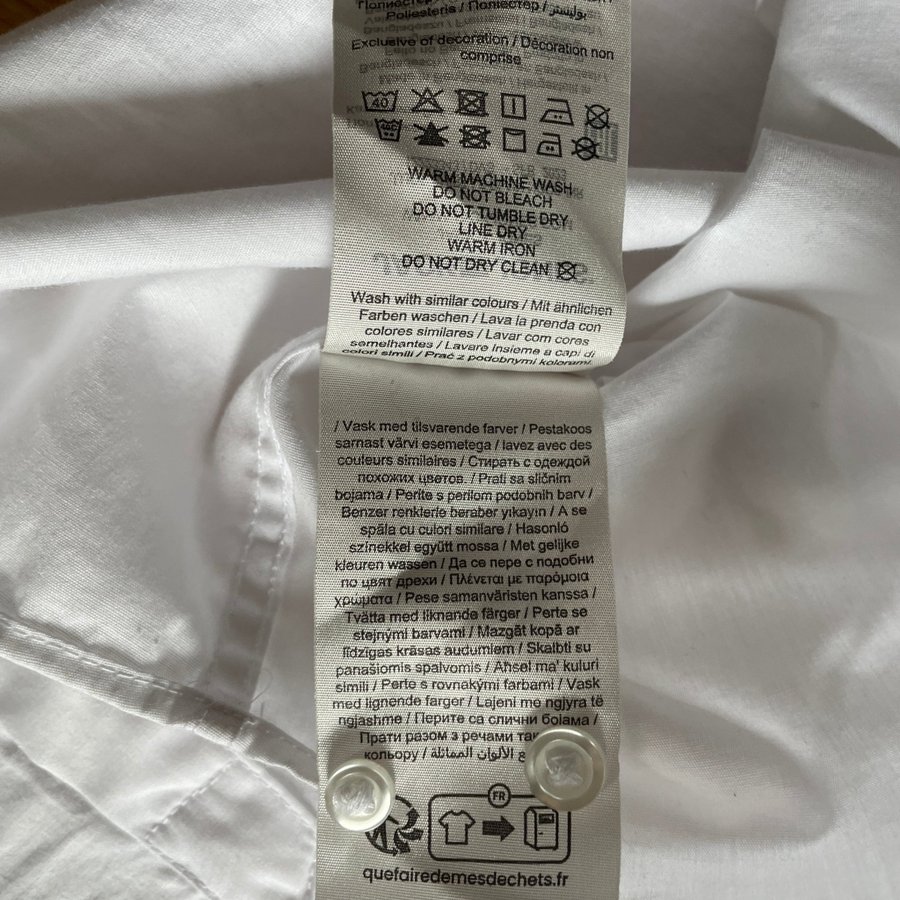 Poliesteris / Полiестер / بوليستر
Exclusive of decoration / Décoration non
comprise
40
WARM MACHINE WASH
DO NOT BLEACH
DO NOT TUMBLE DRY
LINE DRY
WARM IRON
DO NOT DRY CLEAN
Wash with similar colours / Mit ähnlichen
Farben waschen / Lava la prenda con
colores similares / Lavar com cores
semelhantes / Lavare insieme a capi di
colori simili / Prać z podobnymi kolorami
/ Vask med tilsvarende farver / Pestakoos
sarnast värvi esemetega / lavez avec des
couleurs similaires / Стирать с одеждой
похожих цветов. / Prati sa sličnim
bojama / Perite s perilom podobnih barv /
Benzer renklerle beraber yıkayın / A se
spăla cu culori similare / Hasonló
színekkel együtt mossa / Met gelijke
kleuren wassen / Да се пере с подобни
по цвят дрехи / Πλένεται με παρόμοια
χρώματα / Pese samanväristen kanssa /
Tvätta med liknande färger / Perte se
stejnými barvami / Mazgāt kopā ar
līdzīgas krāsas audumiem / Skalbti su
panašiomis spalvomis / Aħsel ma' kuluri
simili / Perte s rovnakými farbami / Vask
med lignende farger / Lajeni me ngjyra të
ngjashme / Перите са слични бојама /
Прати разом з речами
кольору / ع الألوان المماثلة
FR
quefairedemesdechets.fr